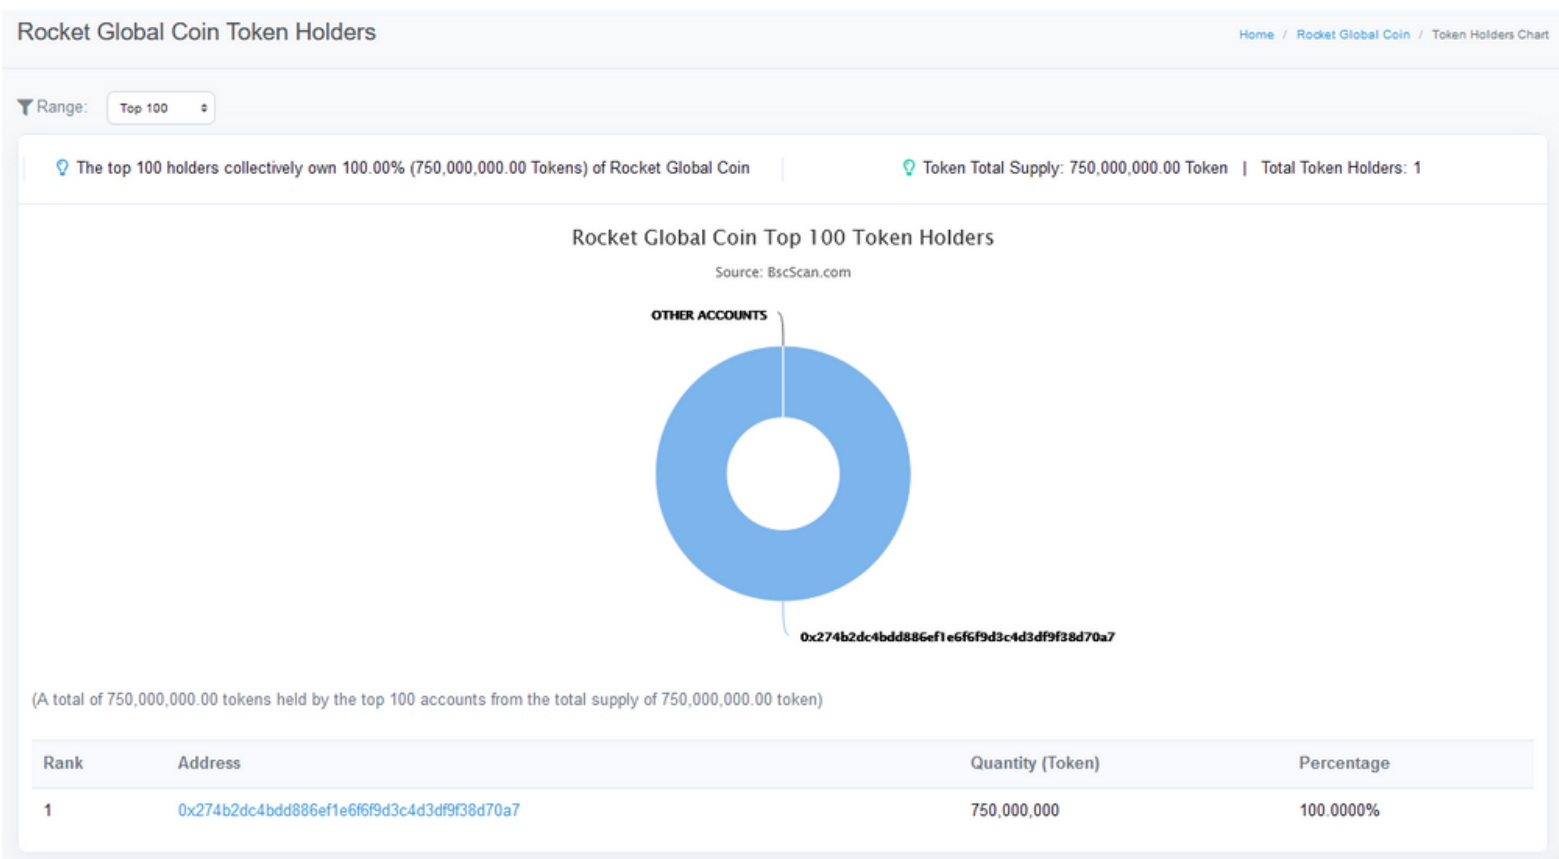 Rocket Global Coin Token Holders
Home / Rocket Global Coin / Token Holders Chart
Range: Top 100
The top 100 holders collectively own 100.00% (750,000,000.00 Tokens) of Rocket Global Coin
Token Total Supply: 750,000,000.00 Token | Total Token Holders: 1
Rocket Global Coin Top 100 Token Holders
Source: BscScan.com
OTHER ACCOUNTS
0x274b2dc4bdd886ef1e6f6f9d3c4d3df9f38d70a7
(A total of 750,000,000.00 tokens held by the top 100 accounts from the total supply of 750,000,000.00 token)
Rank Address Quantity (Token) Percentage
1 0x274b2dc4bdd886ef1e6f6f9d3c4d3df9f38d70a7 750,000,000 100.0000%